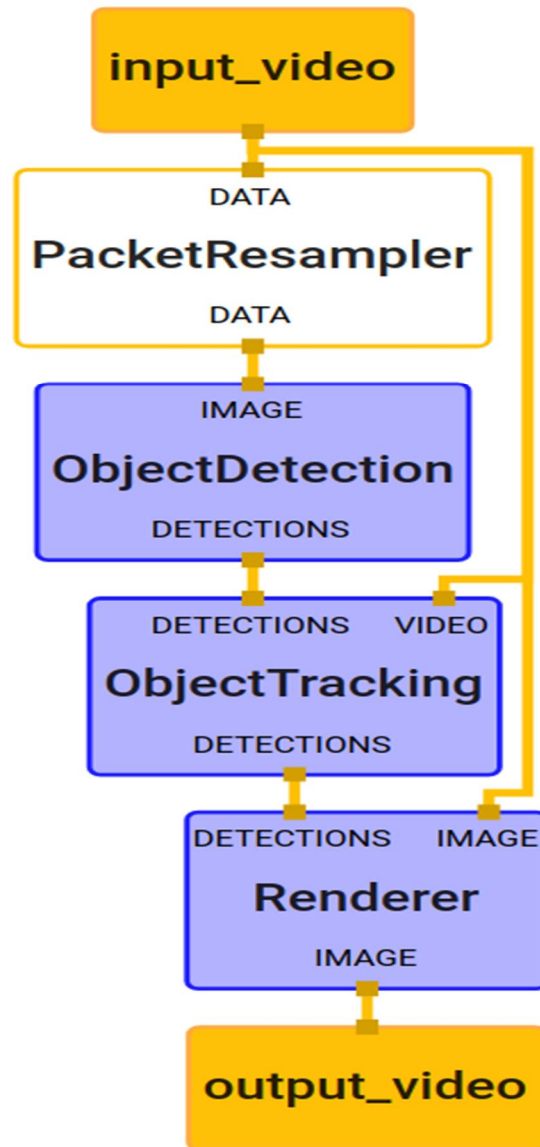 input_video
DATA
PacketResampler
DATA
IMAGE
ObjectDetection
DETECTIONS
DETECTIONS VIDEO
ObjectTracking
DETECTIONS
DETECTIONS IMAGE
Renderer
IMAGE
output_video